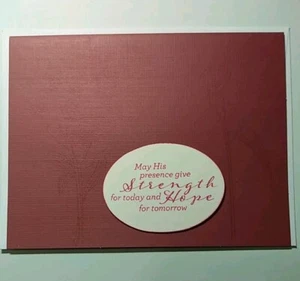 May His
presence give
Strength
for today and Hope
for tomorrow